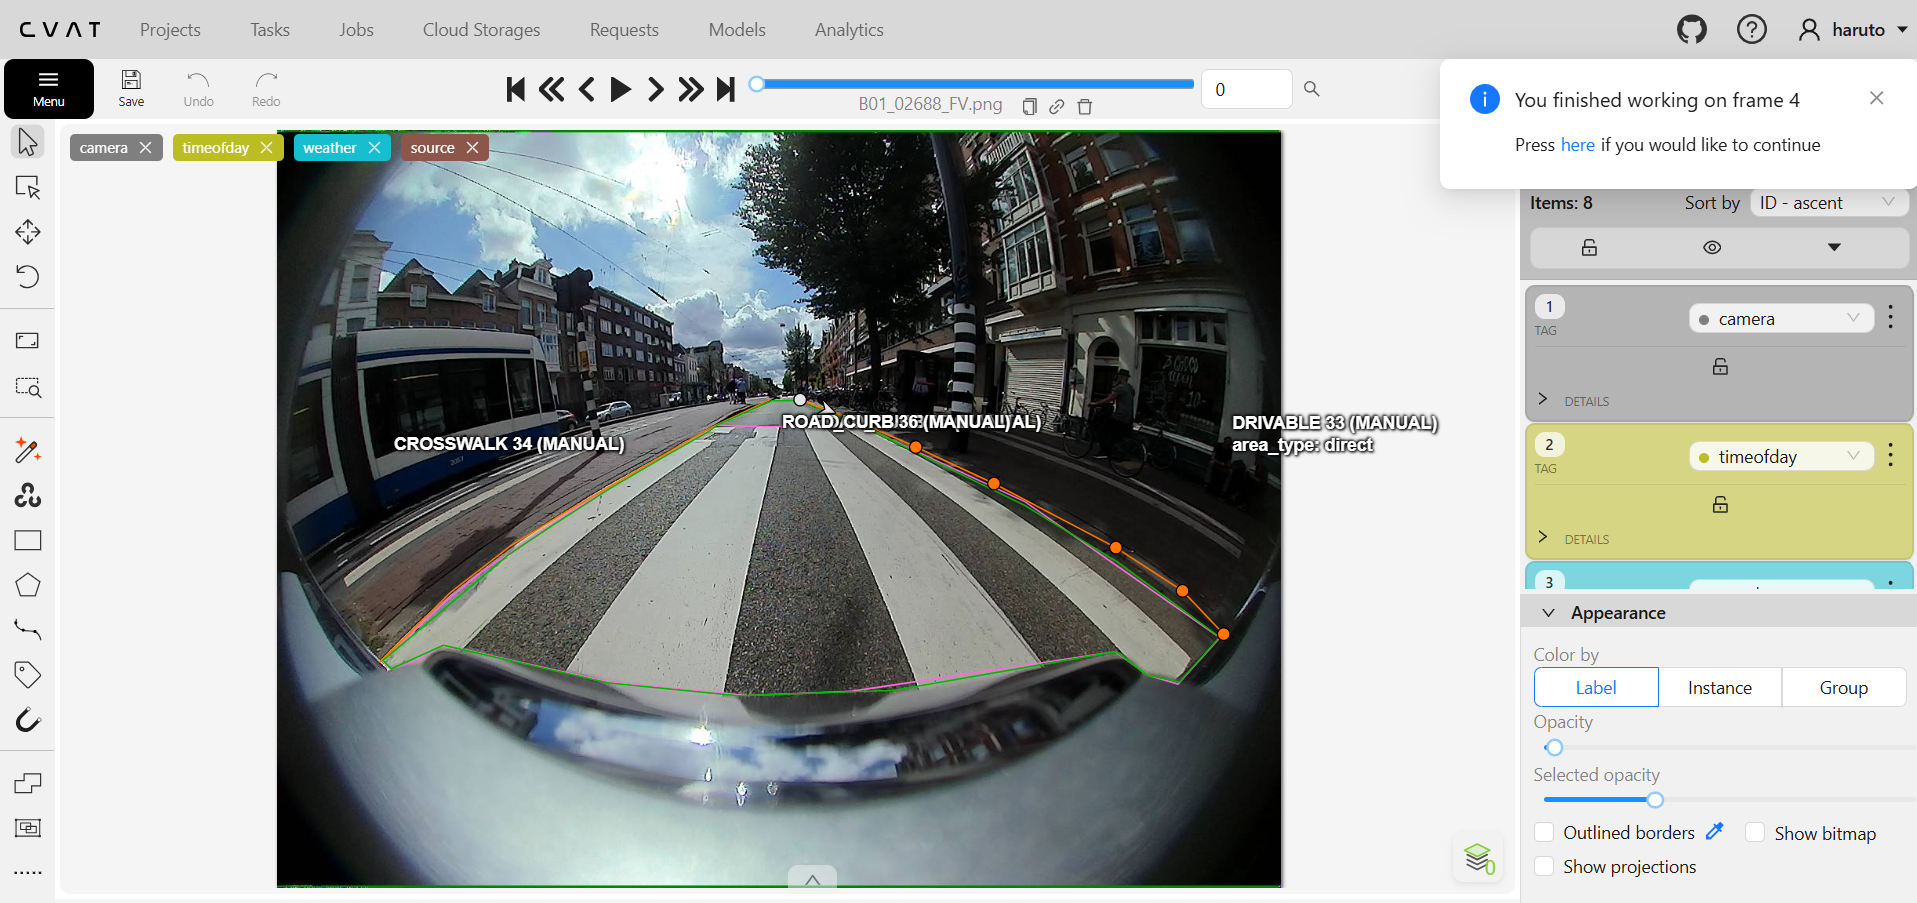 CVAT
Projects
Tasks
Jobs
Cloud Storages
Requests
Models
Analytics
haruto
Menu
Save
Undo
Redo
B01_02688_FV.png
0
You finished working on frame 4
Press here if you would like to continue
camera
timeofday
weather
source
Items: 8
Sort by
ID - ascent
CROSSWALK 34 (MANUAL)
ROAD_CURB 36 (MANUAL)
DRIVABLE 33 (MANUAL)
area_type: direct
1
TAG
camera
DETAILS
2
TAG
timeofday
DETAILS
3
Appearance
Color by
Label
Instance
Group
Opacity
Selected opacity
Outlined borders
Show bitmap
Show projections
0